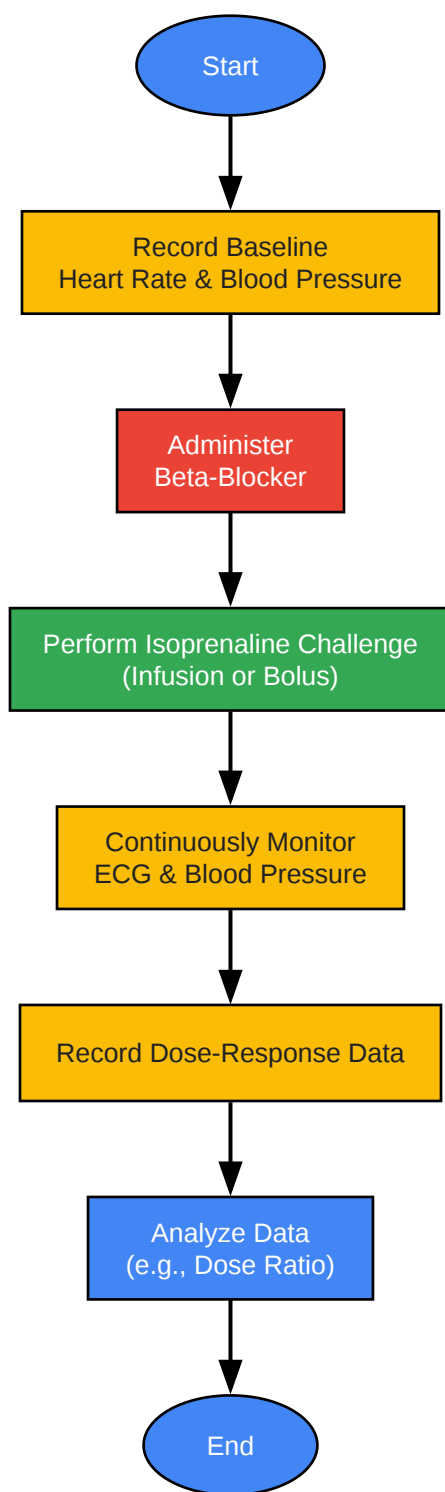 Start
Record Baseline
Heart Rate & Blood Pressure
Administer
Beta-Blocker
Perform Isoprenaline Challenge
(Infusion or Bolus)
Continuously Monitor
ECG & Blood Pressure
Record Dose-Response Data
Analyze Data
(e.g., Dose Ratio)
End